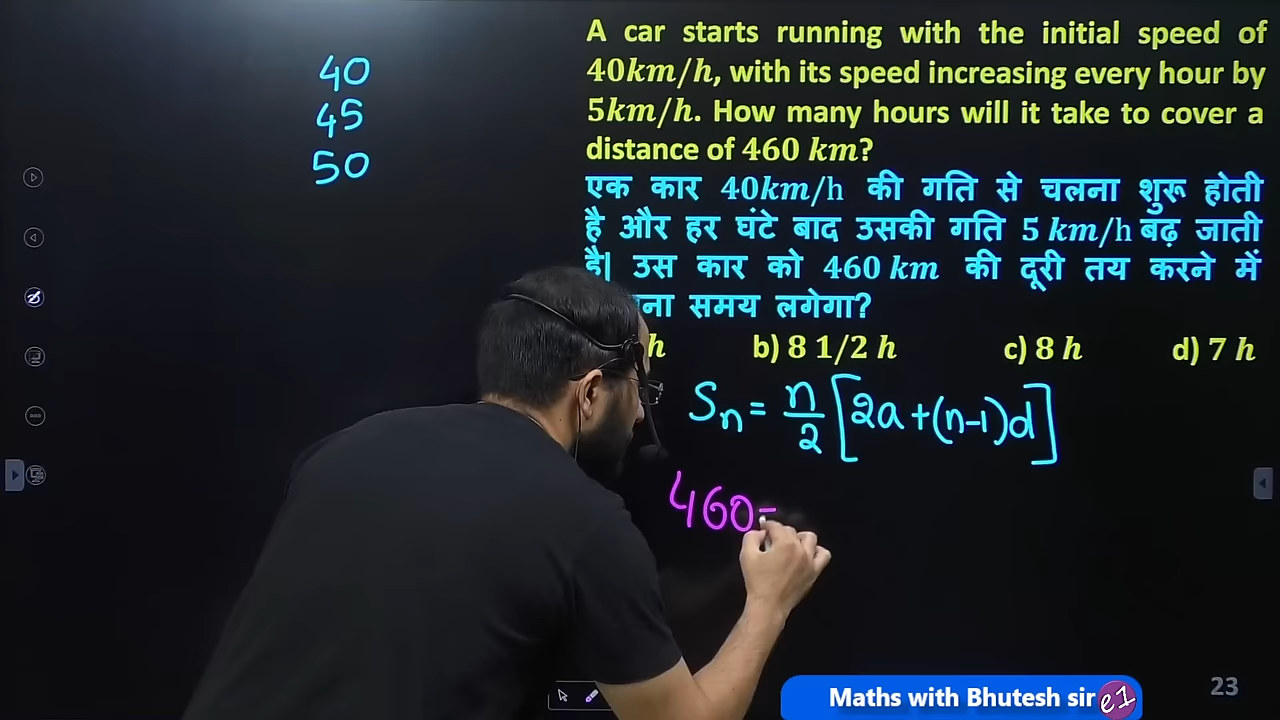 40
45
50
A car starts running with the initial speed of
40km/h, with its speed increasing every hour by
5km/h. How many hours will it take to cover a
distance of 460 km?
एक कार 40km/h की गति से चलना शुरू होती
है और हर घंटे बाद उसकी गति 5 km/h बढ़ जाती
है| उस कार को 460 km की दूरी तय करने में
समय लगेगा?
h b) 8 1/2 h c) 8 h d) 7 h
Sn = n/2 [2a+(n-1)d]
460=
Maths with Bhutesh sir e1
23